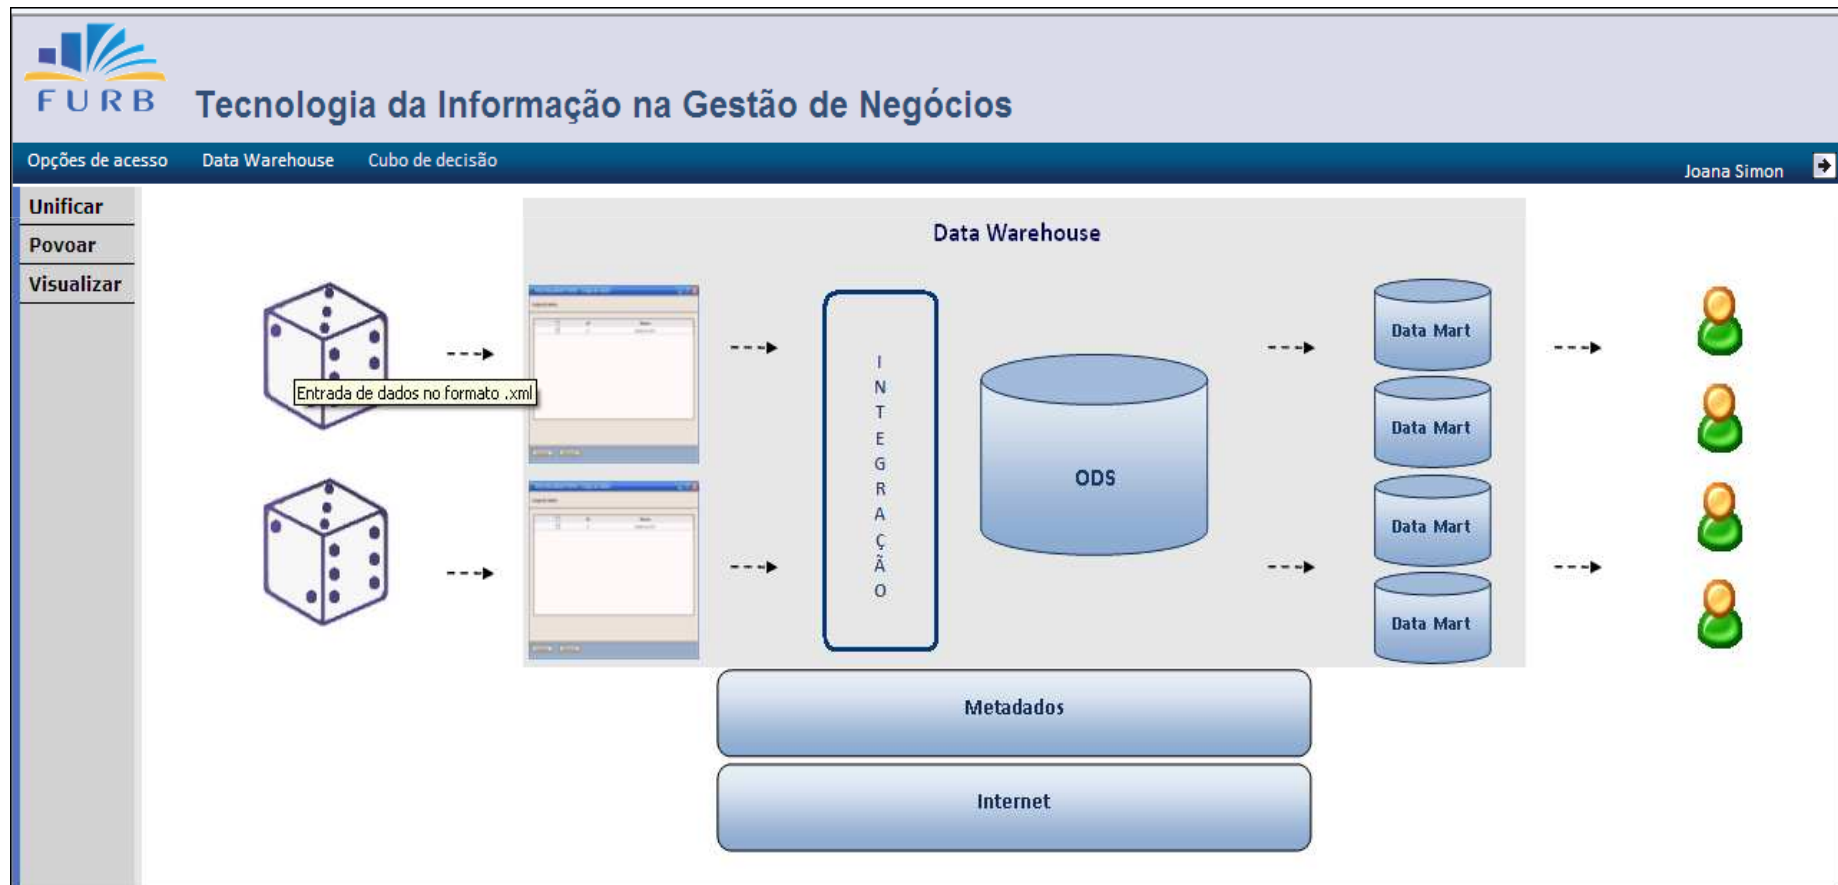 FURB
Tecnologia da Informação na Gestão de Negócios
Opções de acesso Data Warehouse Cubo de decisão
Joana Simon
Unificar
Povoar
Visualizar
Data Warehouse
Entrada de dados no formato .xml
INTEGRAÇÃO
ODS
Data Mart
Data Mart
Data Mart
Data Mart
Metadados
Internet